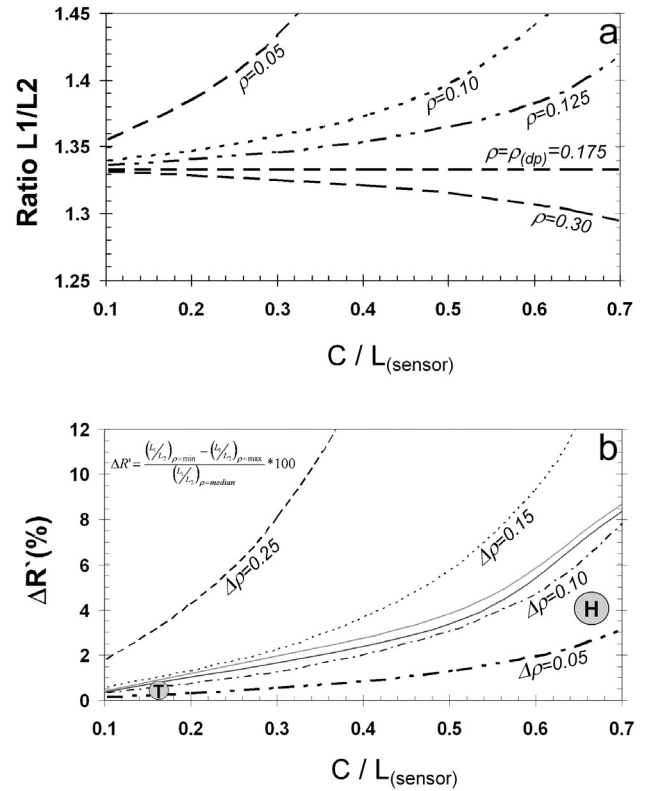 1.45
a
1.4
1.35
1.3
1.25
Ratio L1/L2
ρ=0.05
ρ=0.10
ρ=0.125
ρ=ρ(dp)=0.175
ρ=0.30
0.1 0.2 0.3 0.4 0.5 0.6 0.7
C / L(sensor)
12
b
10
8
6
4
2
0
ΔR`(%)
ΔR'= (L₁/L₂)ρ=min − (L₁/L₂)ρ=max / (L₁/L₂)ρ=median *100
Δρ=0.25
Δρ=0.15
Δρ=0.10
H
Δρ=0.05
T
0.1 0.2 0.3 0.4 0.5 0.6 0.7
C / L(sensor)